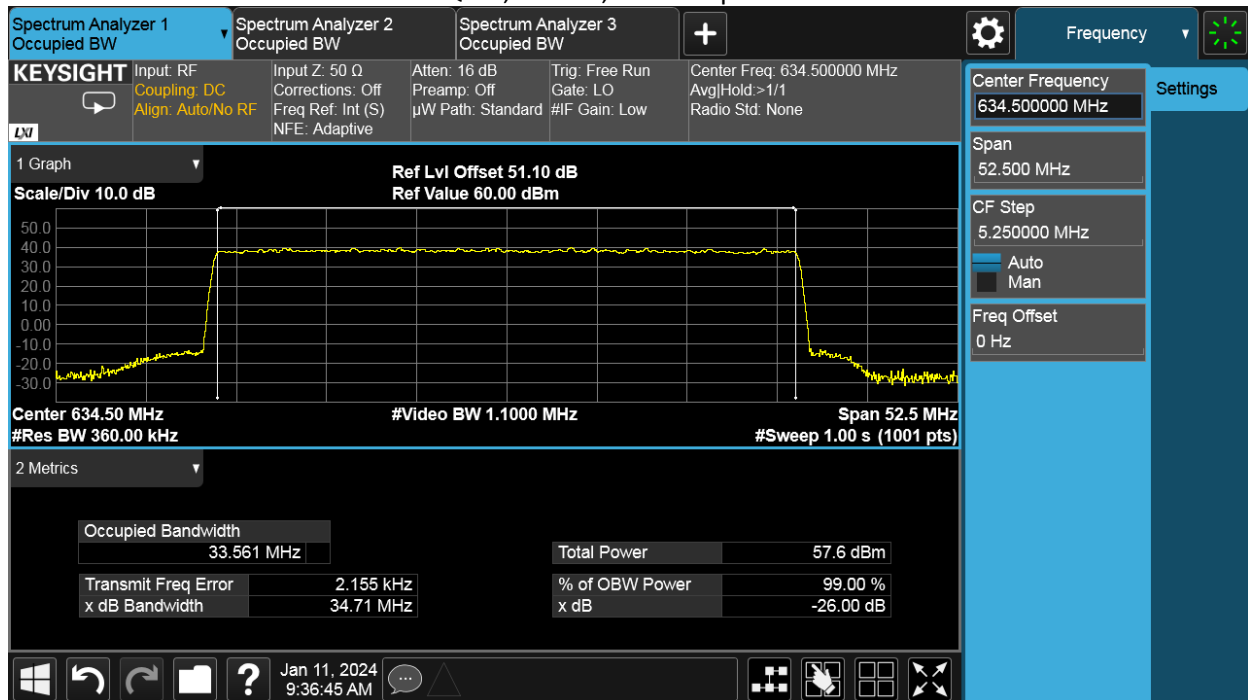 Spectrum Analyzer 1
Occupied BW
Spectrum Analyzer 2
Occupied BW
Spectrum Analyzer 3
Occupied BW
+
Frequency
KEYSIGHT
LXI
Input: RF
Coupling: DC
Align: Auto/No RF
Input Z: 50 Ω
Corrections: Off
Freq Ref: Int (S)
NFE: Adaptive
Atten: 16 dB
Preamp: Off
µW Path: Standard
Trig: Free Run
Gate: LO
#IF Gain: Low
Center Freq: 634.500000 MHz
Avg|Hold:>1/1
Radio Std: None
Center Frequency
634.500000 MHz
Settings
Span
52.500 MHz
CF Step
5.250000 MHz
Auto
Man
Freq Offset
0 Hz
1 Graph
Scale/Div 10.0 dB
Ref Lvl Offset 51.10 dB
Ref Value 60.00 dBm
50.0
40.0
30.0
20.0
10.0
0.00
-10.0
-20.0
-30.0
Center 634.50 MHz
#Res BW 360.00 kHz
#Video BW 1.1000 MHz
Span 52.5 MHz
#Sweep 1.00 s (1001 pts)
2 Metrics
Occupied Bandwidth
33.561 MHz
Total Power 57.6 dBm
Transmit Freq Error 2.155 kHz
% of OBW Power 99.00 %
x dB Bandwidth 34.71 MHz
x dB -26.00 dB
?
Jan 11, 2024
9:36:45 AM